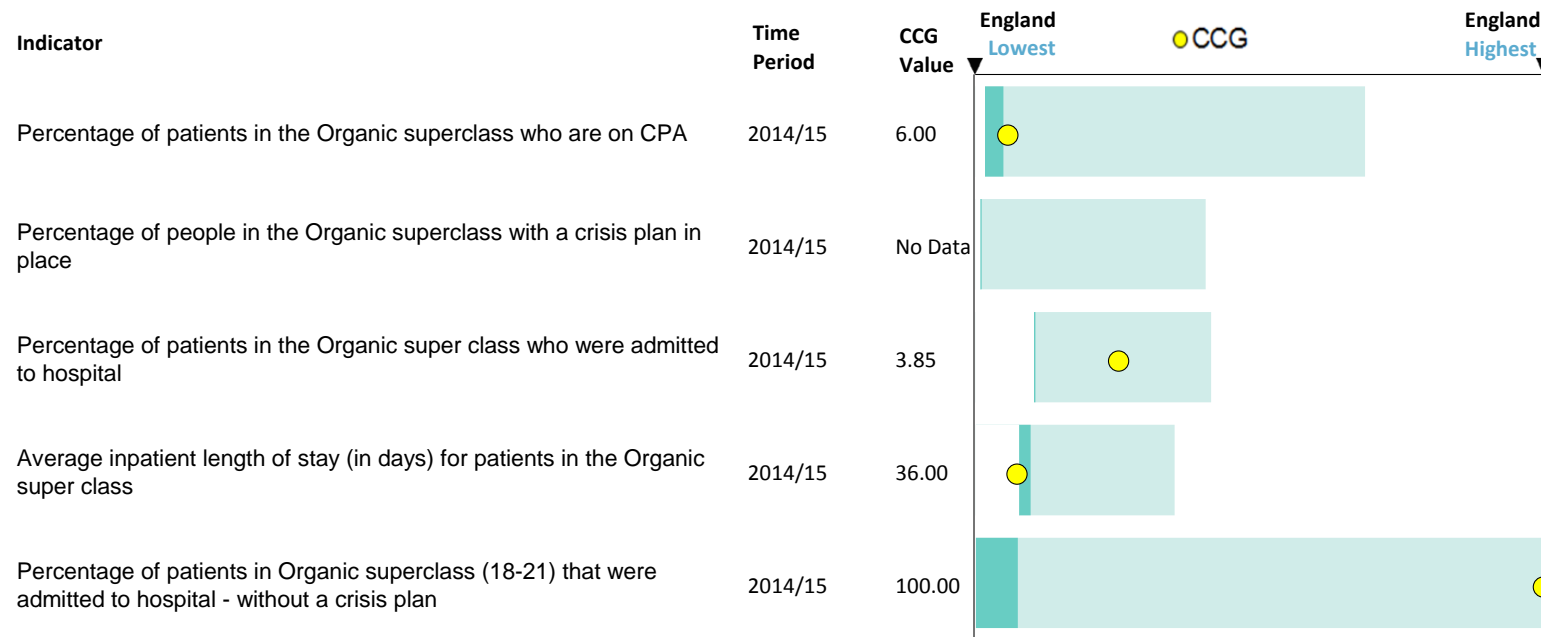 Indicator
Time
Period
CCG
Value
England
Lowest
CCG
England
Highest
Percentage of patients in the Organic superclass who are on CPA
2014/15
6.00
Percentage of people in the Organic superclass with a crisis plan in
place
2014/15
No Data
Percentage of patients in the Organic super class who were admitted
to hospital
2014/15
3.85
Average inpatient length of stay (in days) for patients in the Organic
super class
2014/15
36.00
Percentage of patients in Organic superclass (18-21) that were
admitted to hospital - without a crisis plan
2014/15
100.00